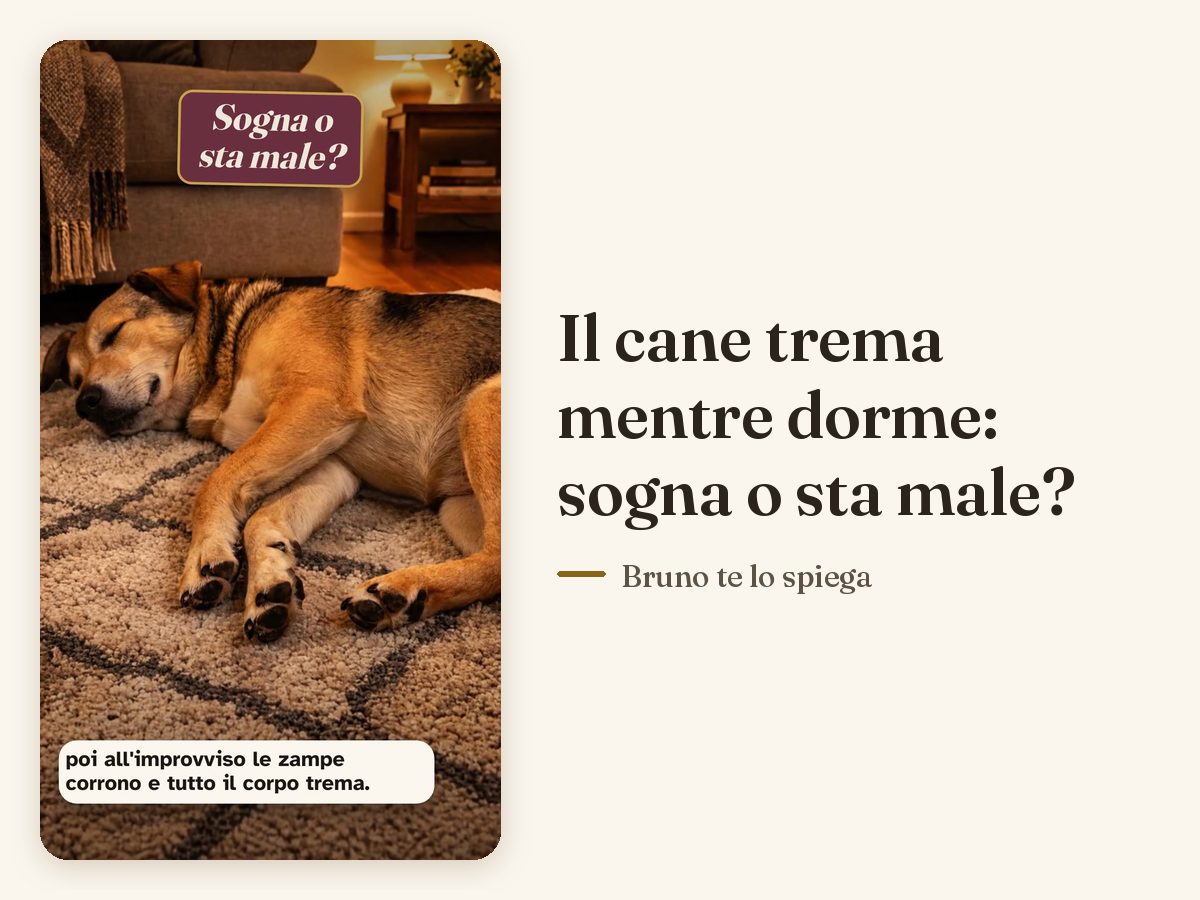 Sogna o
sta male?
poi all'improvviso le zampe
corrono e tutto il corpo trema.
Il cane trema
mentre dorme:
sogna o sta male?
Bruno te lo spiega